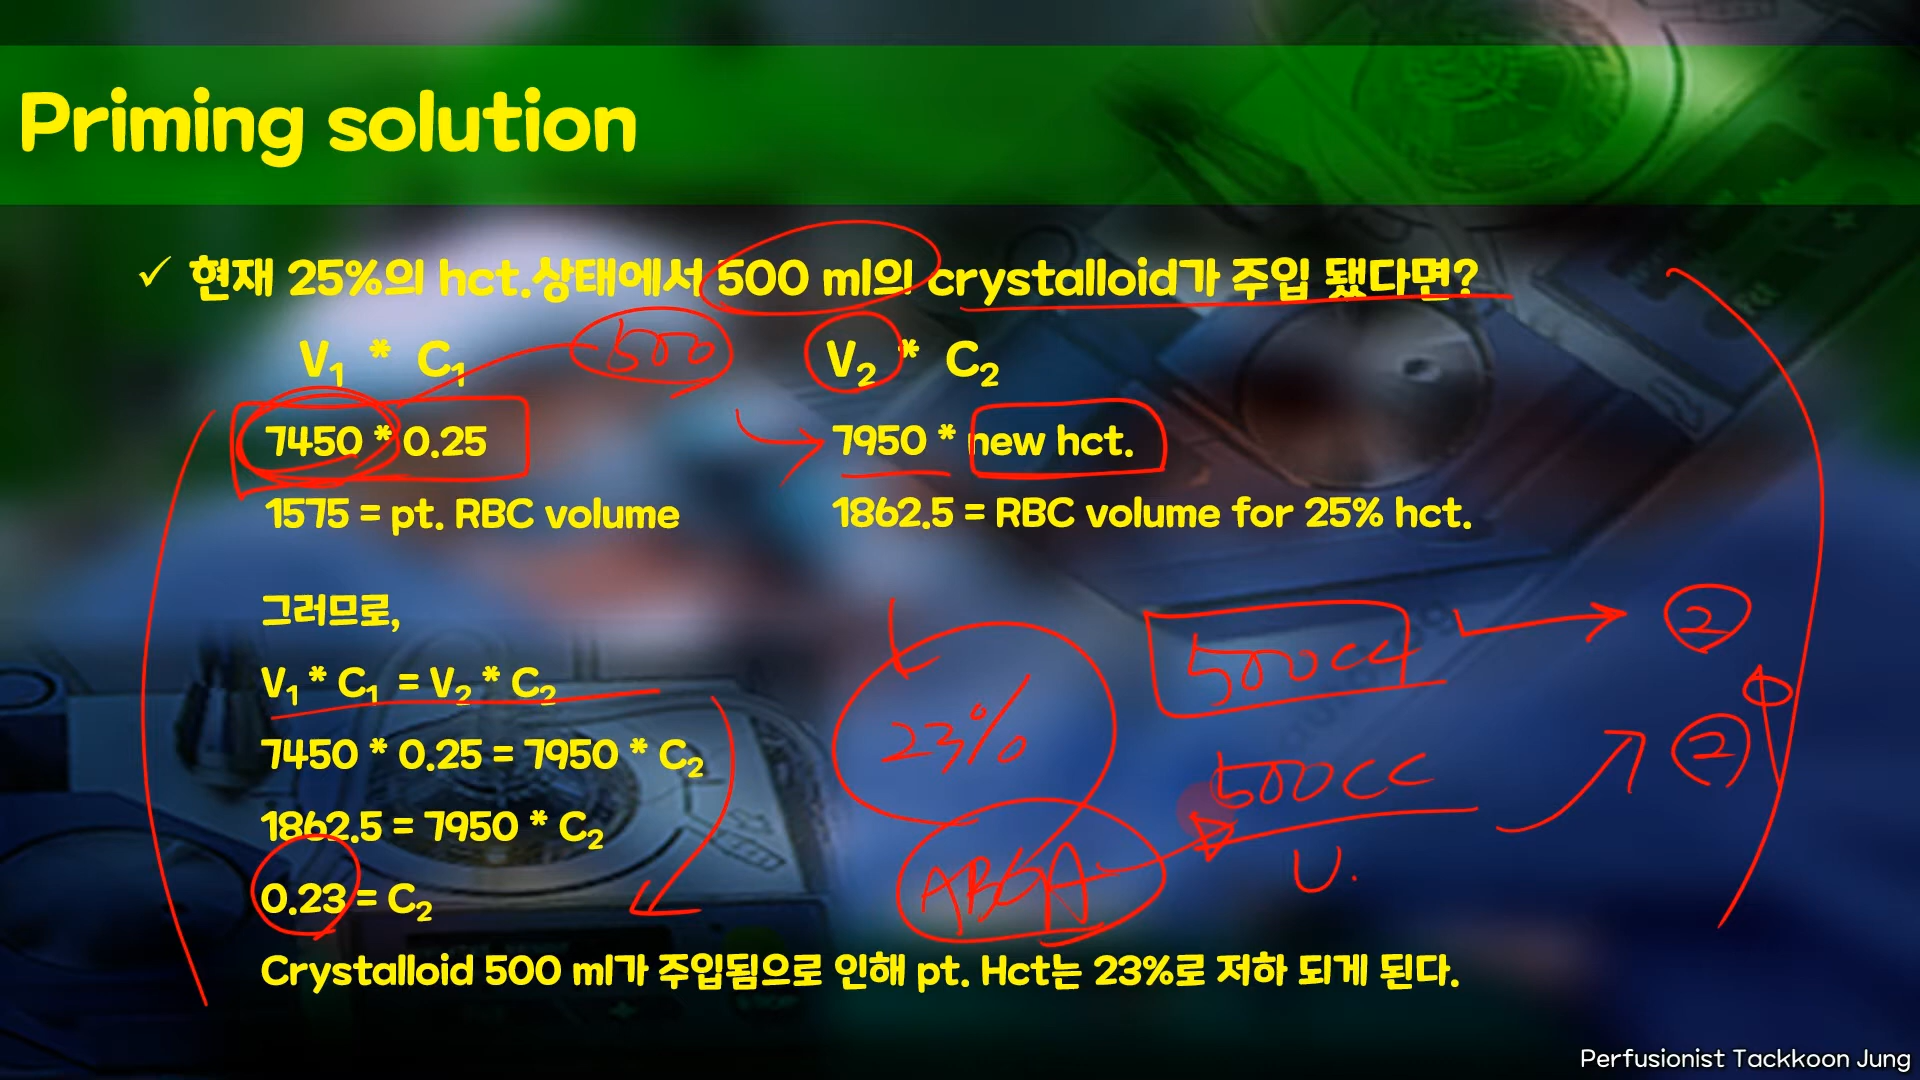 Priming solution
✓ 현재 25%의 hct.상태에서 500 ml의 crystalloid가 주입 됐다면?
V₁ * C₁ 500 V₂ * C₂
7450 * 0.25 7950 * new hct.
1575 = pt. RBC volume 1862.5 = RBC volume for 25% hct.
그러므로,
500cc → ②
V₁ * C₁ = V₂ * C₂
23%
7450 * 0.25 = 7950 * C₂
②
500cc
1862.5 = 7950 * C₂
U.
ABGA
0.23 = C₂
Crystalloid 500 ml가 주입됨으로 인해 pt. Hct는 23%로 저하 되게 된다.
Perfusionist Tackkoon Jung